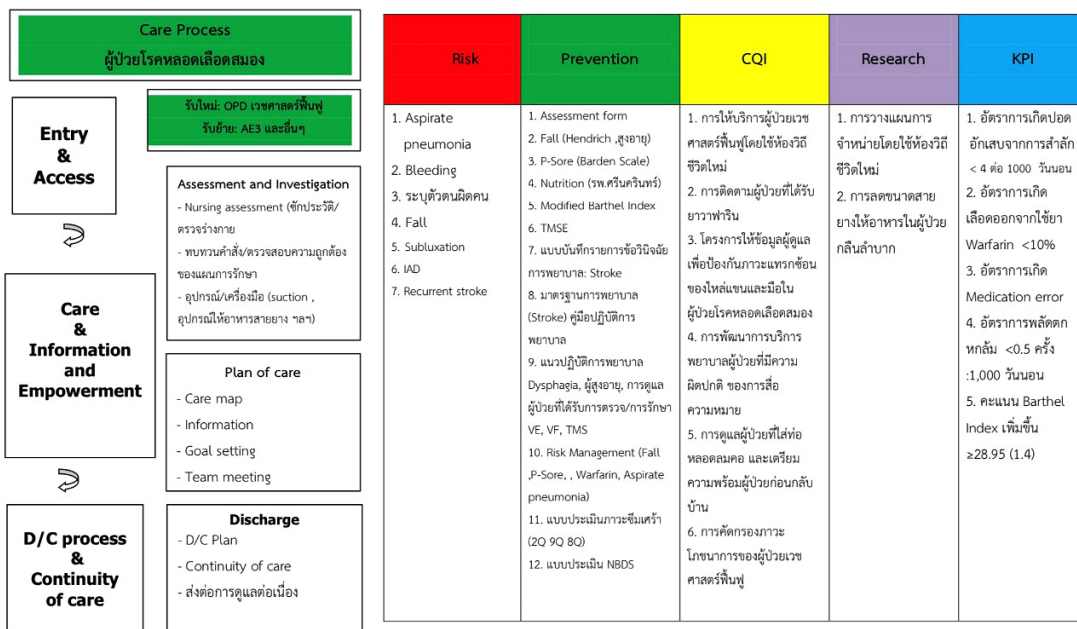 Care Process
ผู้ป่วยโรคหลอดเลือดสมอง
รับใหม่: OPD เวชศาสตร์ฟื้นฟู
รับย้าย: AE3 และอื่นๆ
Entry
&
Access
Assessment and Investigation
- Nursing assessment (ซักประวัติ/
ตรวจร่างกาย
- ทบทวนคำสั่ง/ตรวจสอบความถูกต้อง
ของแผนการรักษา
- อุปกรณ์/เครื่องมือ (suction ,
อุปกรณ์ให้อาหารสายยาง ฯลฯ)
Care
&
Information
and
Empowerment
Plan of care
- Care map
- Information
- Goal setting
- Team meeting
D/C process
&
Continuity
of care
Discharge
- D/C Plan
- Continuity of care
- ส่งต่อการดูแลต่อเนื่อง
Risk
1. Aspirate
pneumonia
2. Bleeding
3. ระบุตัวตนผิดคน
4. Fall
5. Subluxation
6. IAD
7. Recurrent stroke
Prevention
1. Assessment form
2. Fall (Hendrich ,สูงอายุ)
3. P-Sore (Barden Scale)
4. Nutrition (รพ.ศรีนครินทร์)
5. Modified Barthel Index
6. TMSE
7. แบบบันทึกรายการข้อวินิจฉัย
การพยาบาล: Stroke
8. มาตรฐานการพยาบาล
(Stroke) คู่มือปฏิบัติการ
พยาบาล
9. แนวปฏิบัติการพยาบาล
Dysphagia, ผู้สูงอายุ, การดูแล
ผู้ป่วยที่ได้รับการตรวจ/การรักษา
VE, VF, TMS
10. Risk Management (Fall
,P-Sore, , Warfarin, Aspirate
pneumonia)
11. แบบประเมินภาวะซึมเศร้า
(2Q 9Q 8Q)
12. แบบประเมิน NBDS
CQI
1. การให้บริการผู้ป่วยเวช
ศาสตร์ฟื้นฟูโดยใช้ห้องวิถี
ชีวิตใหม่
2. การติดตามผู้ป่วยที่ได้รับ
ยาวาฟาริน
3. โครงการให้ข้อมูลผู้ดูแล
เพื่อป้องกันภาวะแทรกซ้อน
ของไหล่แขนและมือใน
ผู้ป่วยโรคหลอดเลือดสมอง
4. การพัฒนาการบริการ
พยาบาลผู้ป่วยที่มีความ
ผิดปกติ ของการสื่อ
ความหมาย
5. การดูแลผู้ป่วยที่ใส่ท่อ
หลอดลมคอ และเตรียม
ความพร้อมผู้ป่วยก่อนกลับ
บ้าน
6. การคัดกรองภาวะ
โภชนาการของผู้ป่วยเวช
ศาสตร์ฟื้นฟู
Research
1. การวางแผนการ
จำหน่ายโดยใช้ห้องวิถี
ชีวิตใหม่
2. การลดขนาดสาย
ยางให้อาหารในผู้ป่วย
กลืนลำบาก
KPI
1. อัตราการเกิดปอด
อักเสบจากการสำลัก
< 4 ต่อ 1000 วันนอน
2. อัตราการเกิด
เลือดออกจากใช้ยา
Warfarin <10%
3. อัตราการเกิด
Medication error
4. อัตราการพลัดตก
หกล้ม <0.5 ครั้ง
:1,000 วันนอน
5. คะแนน Barthel
Index เพิ่มขึ้น
≥28.95 (1.4)